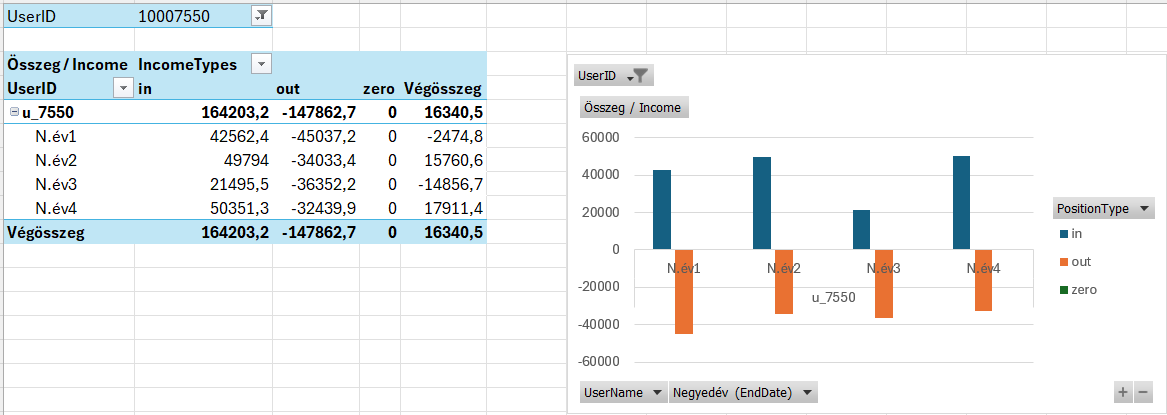 UserID 10007550
Összeg / Income IncomeTypes
UserID in out zero Végösszeg
u_7550 164203,2 -147862,7 0 16340,5
N.év1 42562,4 -45037,2 0 -2474,8
N.év2 49794 -34033,4 0 15760,6
N.év3 21495,5 -36352,2 0 -14856,7
N.év4 50351,3 -32439,9 0 17911,4
Végösszeg 164203,2 -147862,7 0 16340,5
UserID
Összeg / Income
60000
40000
20000
0
-20000
-40000
-60000
N.év1 N.év2 N.év3 N.év4
u_7550
PositionType
in
out
zero
UserName Negyedév (EndDate)